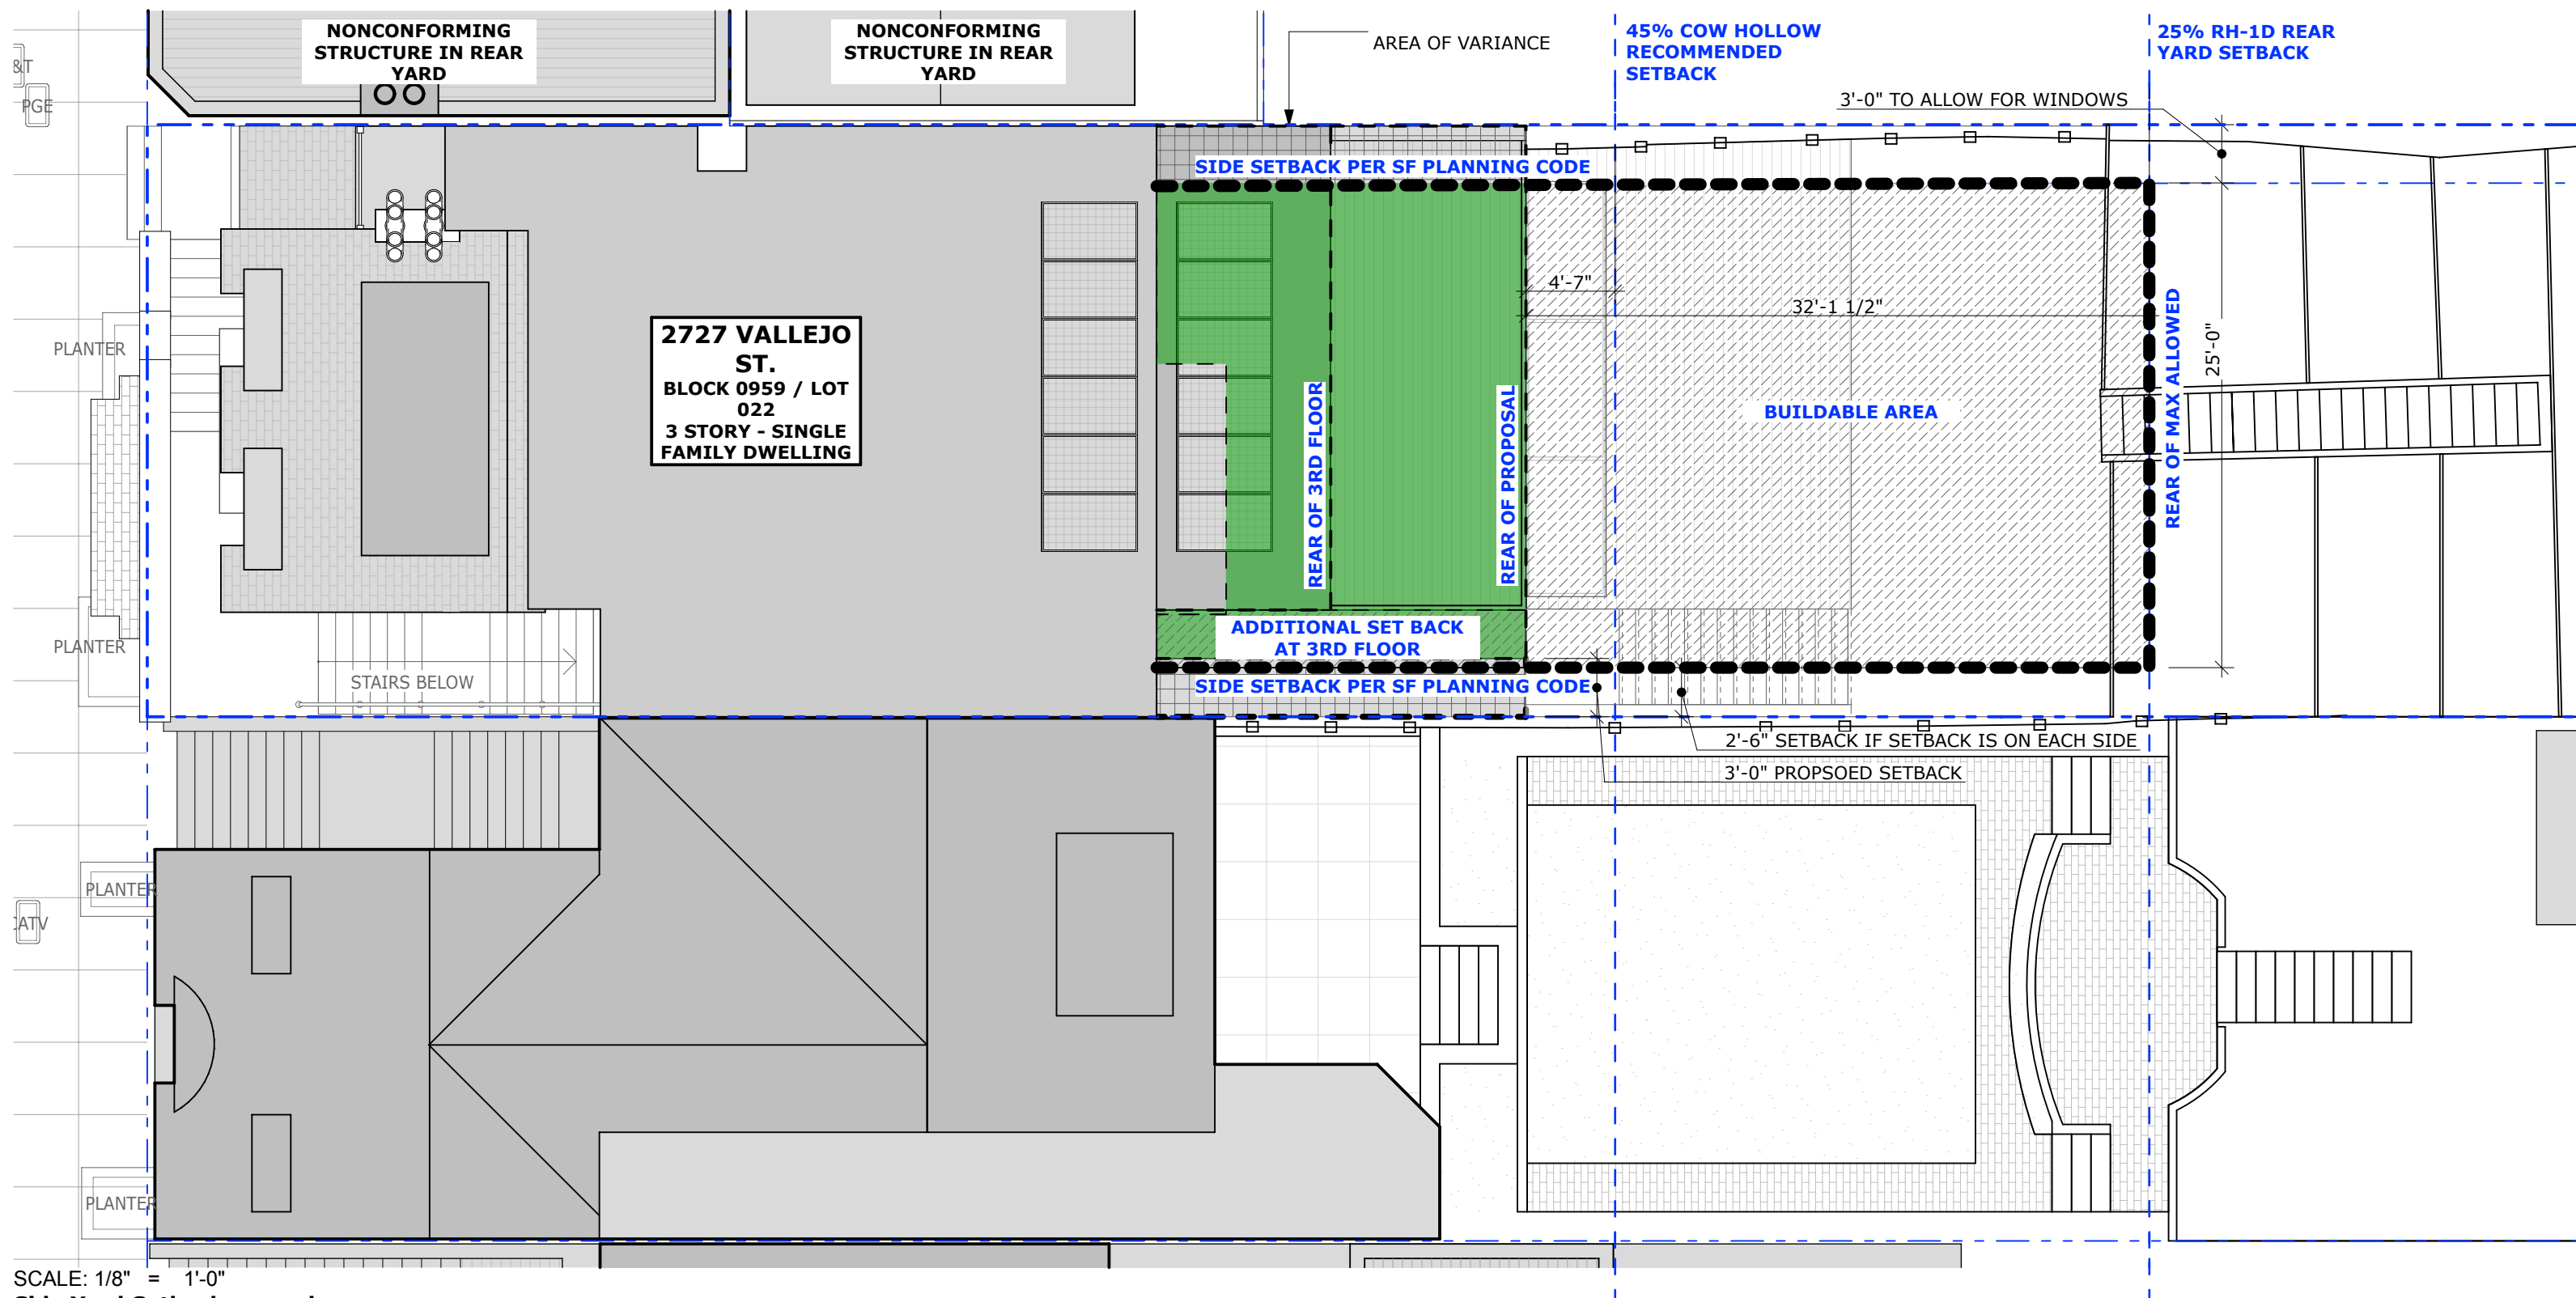 NONCONFORMING
STRUCTURE IN REAR
YARD
NONCONFORMING
STRUCTURE IN REAR
YARD
AREA OF VARIANCE
45% COW HOLLOW
RECOMMENDED
SETBACK
25% RH-1D REAR
YARD SETBACK
&T
PGE
3'-0" TO ALLOW FOR WINDOWS
SIDE SETBACK PER SF PLANNING CODE
4'-7"
32'-1 1/2"
25'-0"
PLANTER
2727 VALLEJO
ST.
BLOCK 0959 / LOT
022
3 STORY - SINGLE
FAMILY DWELLING
REAR OF 3RD FLOOR
REAR OF PROPOSAL
BUILDABLE AREA
REAR OF MAX ALLOWED
PLANTER
ADDITIONAL SET BACK
AT 3RD FLOOR
STAIRS BELOW
SIDE SETBACK PER SF PLANNING CODE
2'-6" SETBACK IF SETBACK IS ON EACH SIDE
3'-0" PROPSOED SETBACK
PLANTER
CATV
PLANTER
SCALE: 1/8" = 1'-0"